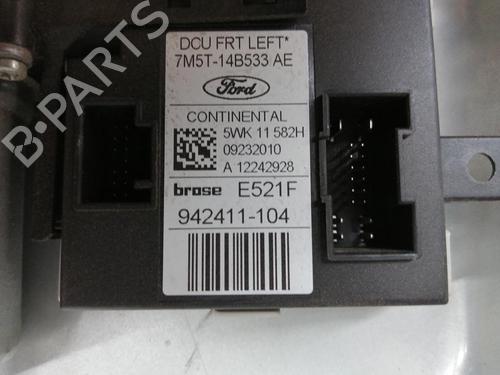 DCU FRT LEFT*
7M5T-14B533 AE
Ford
CONTINENTAL
5WK 11 582H
09232010
A 12242928
brose E521F
942411-104
B-PARTS